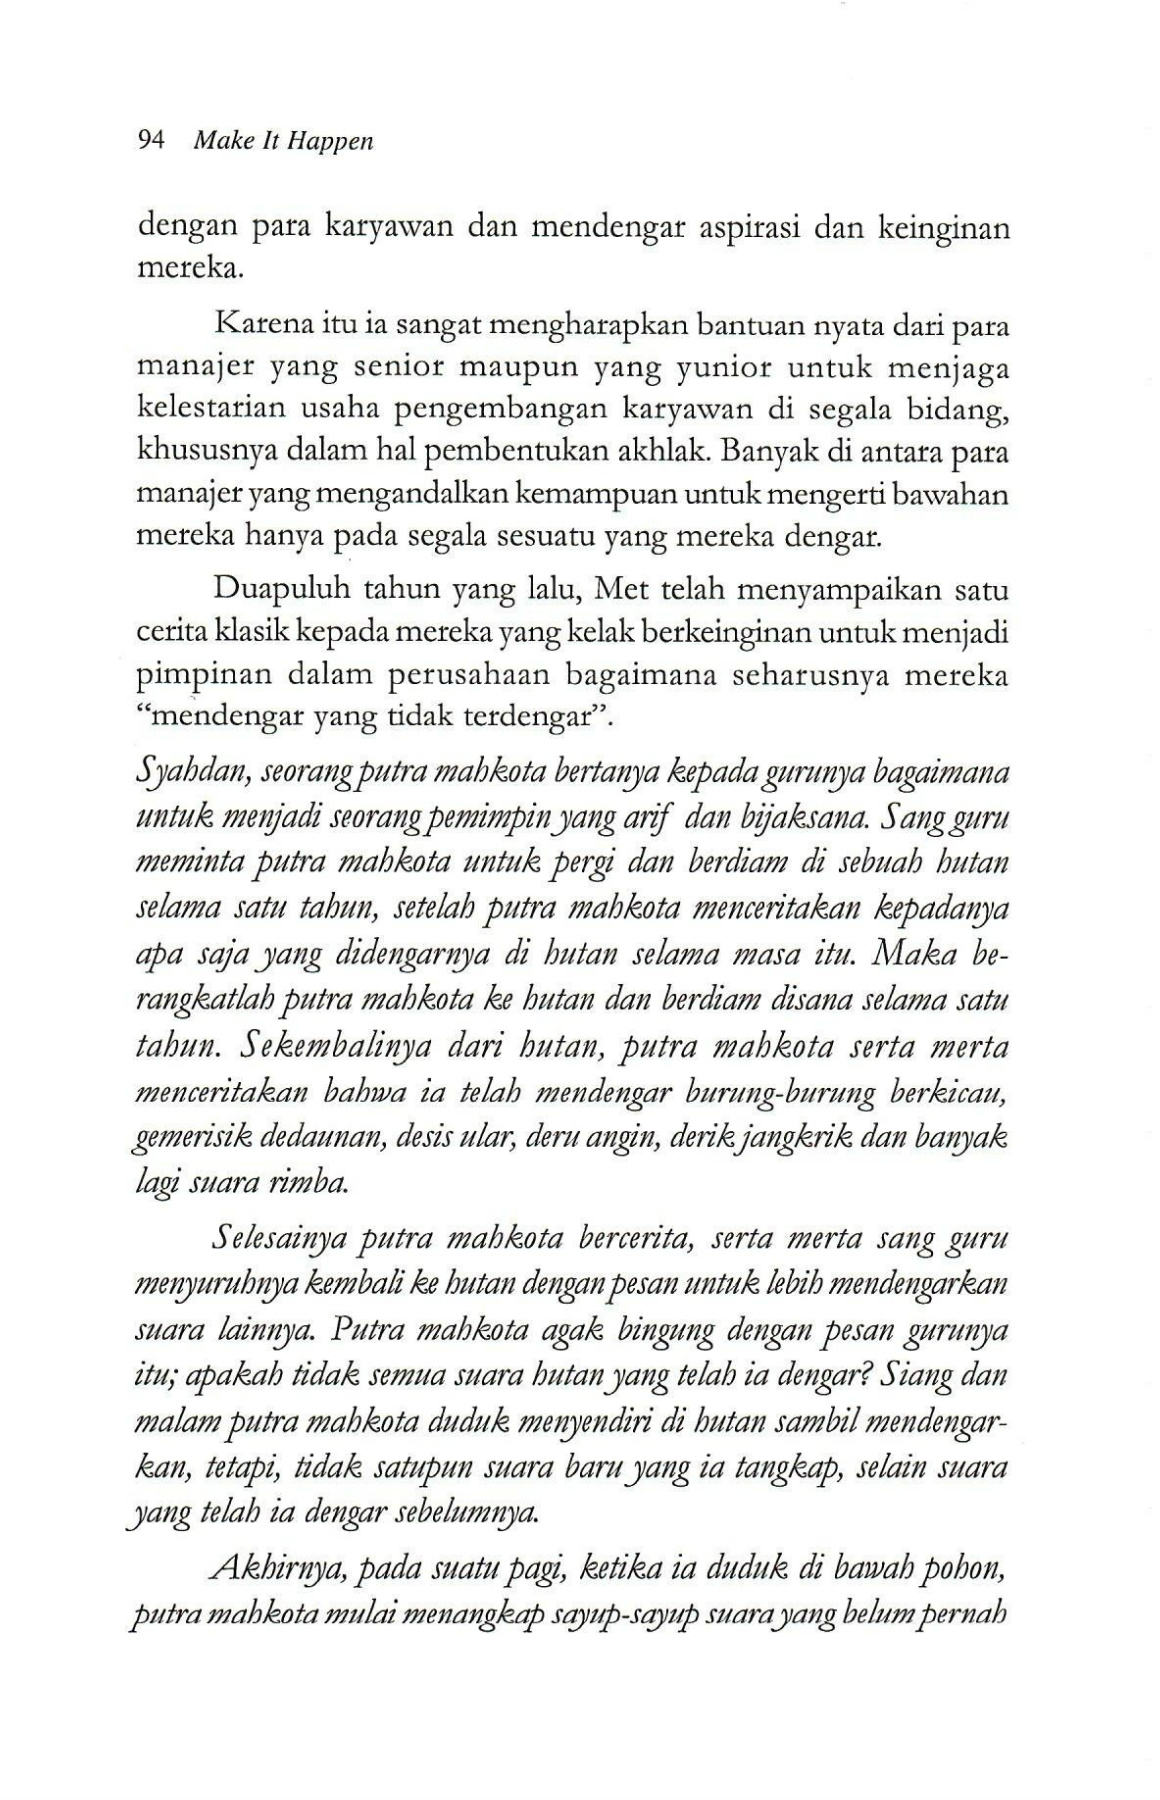 94 Make It Happen
dengan para karyawan dan mendengar aspirasi dan keinginan
mereka.
Karena itu ia sangat mengharapkan bantuan nyata dari para
manajer yang senior maupun yang yunior untuk menjaga
kelestarian usaha pengembangan karyawan di segala bidang,
khususnya dalam hal pembentukan akhlak. Banyak di antara para
manajer yang mengandalkan kemampuan untuk mengerti bawahan
mereka hanya pada segala sesuatu yang mereka dengar.
Duapuluh tahun yang lalu, Met telah menyampaikan satu
cerita klasik kepada mereka yang kelak berkeinginan untuk menjadi
pimpinan dalam perusahaan bagaimana seharusnya mereka
“mendengar yang tidak terdengar”.
Syahdan, seorang putra mahkota bertanya kepada gurunya bagaimana
untuk menjadi seorang pemimpin yang arif dan bijaksana. Sang guru
meminta putra mahkota untuk pergi dan berdiam di sebuah hutan
selama satu tahun, setelah putra mahkota menceritakan kepadanya
apa saja yang didengarnya di hutan selama masa itu. Maka be-
rangkatlah putra mahkota ke hutan dan berdiam disana selama satu
tahun. Sekembalinya dari hutan, putra mahkota serta merta
menceritakan bahwa ia telah mendengar burung-burung berkicau,
gemerisik dedaunan, desis ular, deru angin, derik jangkrik dan banyak
lagi suara rimba.
Selesainya putra mahkota bercerita, serta merta sang guru
menyuruhnya kembali ke hutan dengan pesan untuk lebih mendengarkan
suara lainnya. Putra mahkota agak bingung dengan pesan gurunya
itu; apakah tidak semua suara hutan yang telah ia dengar? Siang dan
malam putra mahkota duduk menyendiri di hutan sambil mendengar-
kan, tetapi, tidak satupun suara baru yang ia tangkap, selain suara
yang telah ia dengar sebelumnya.
Akhirnya, pada suatu pagi, ketika ia duduk di bawah pohon,
putra mahkota mulai menangkap sayup-sayup suara yang belum pernah